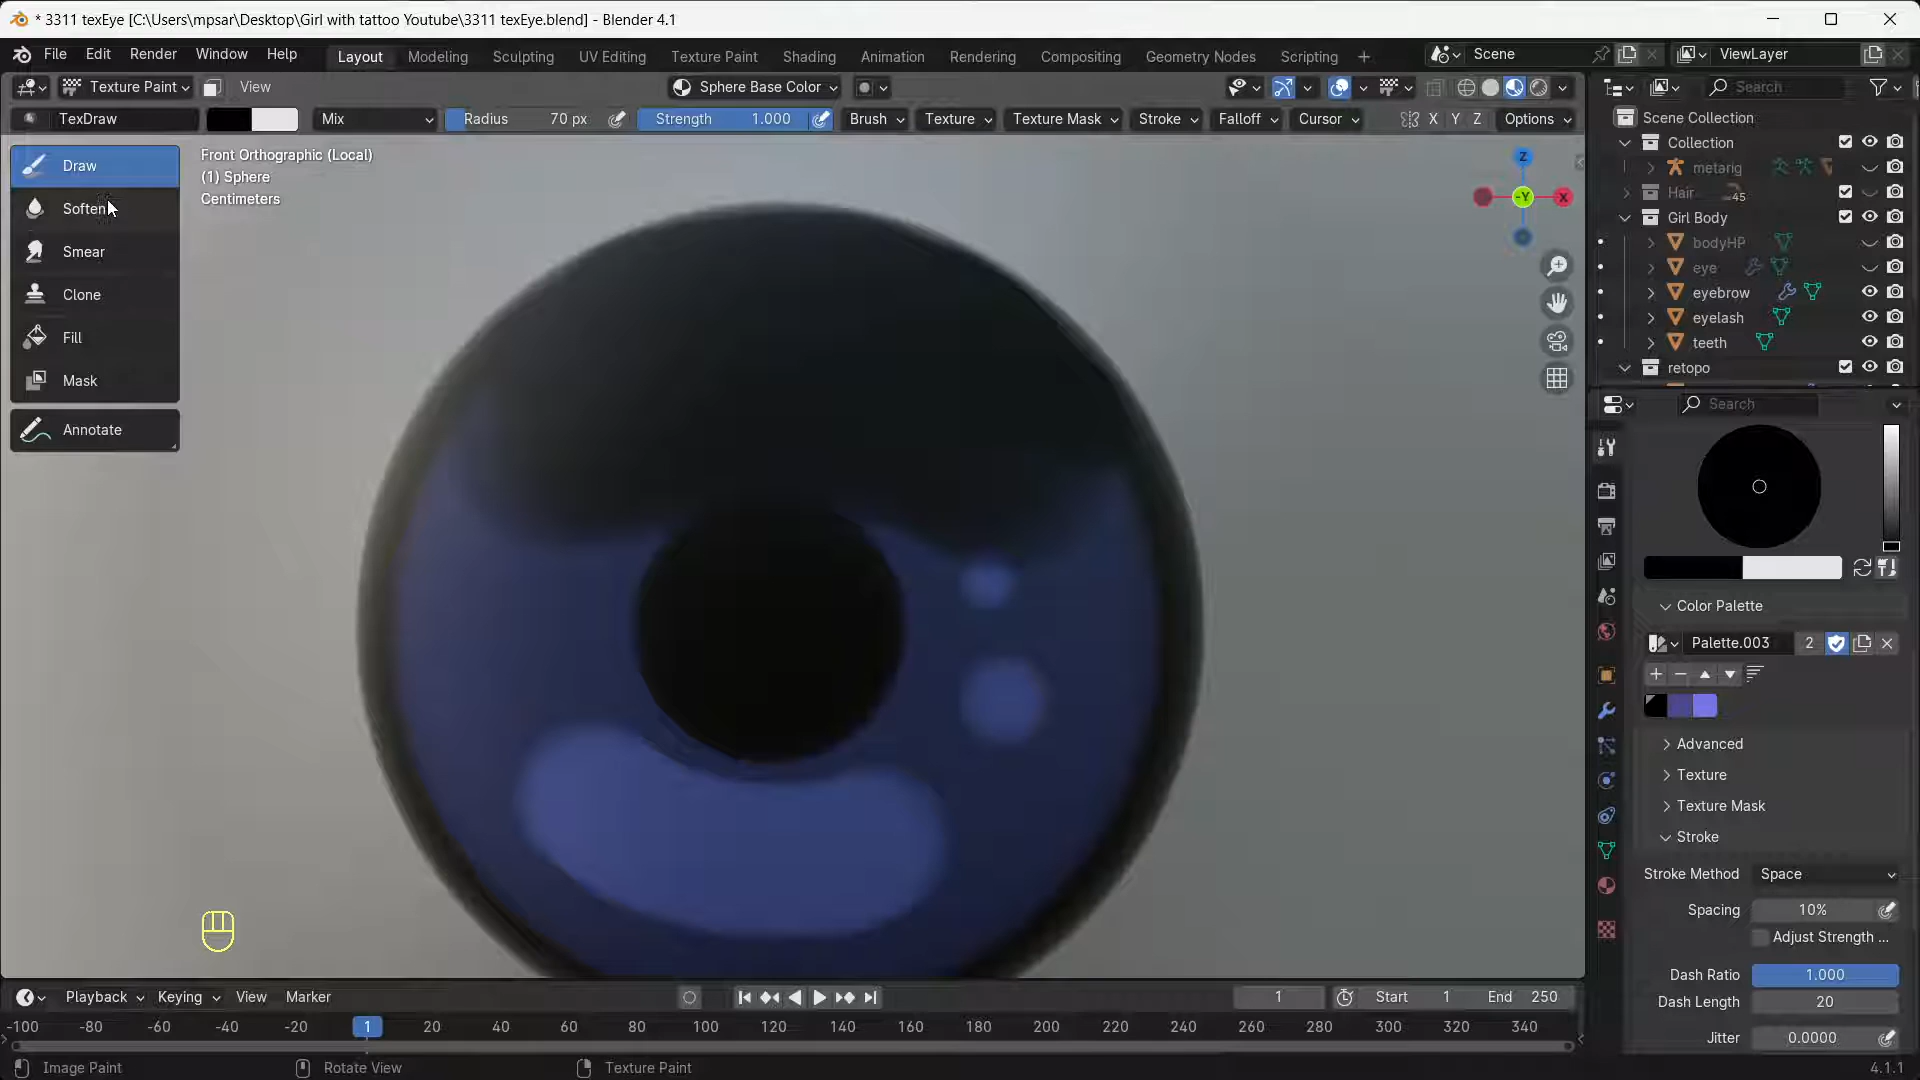 * 3311 texEye [C:\Users\mpsar\Desktop\Girl with tattoo Youtube\3311 texEye.blend] - Blender 4.1
File Edit Render Window Help Layout Modeling Sculpting UV Editing Texture Paint Shading Animation Rendering Compositing Geometry Nodes Scripting + Scene ViewLayer
Texture Paint View Sphere Base Color Search
TexDraw Mix Radius 70 px Strength 1.000 Brush Texture Texture Mask Stroke Falloff Cursor X Y Z Options
Draw
Soften
Smear
Clone
Fill
Mask
Annotate
Front Orthographic (Local)
(1) Sphere
Centimeters
Z
-Y
X
Scene Collection
Collection
metarig
Hair 45
Girl Body
bodyHP
eye
eyebrow
eyelash
teeth
retopo
Search
Color Palette
Palette.003 2
Advanced
Texture
Texture Mask
Stroke
Stroke Method Space
Spacing 10%
Adjust Strength ...
Dash Ratio 1.000
Dash Length 20
Jitter 0.0000
Playback Keying View Marker 1 Start 1 End 250
-100 -80 -60 -40 -20 1 20 40 60 80 100 120 140 160 180 200 220 240 260 280 300 320 340
Image Paint Rotate View Texture Paint 4.1.1